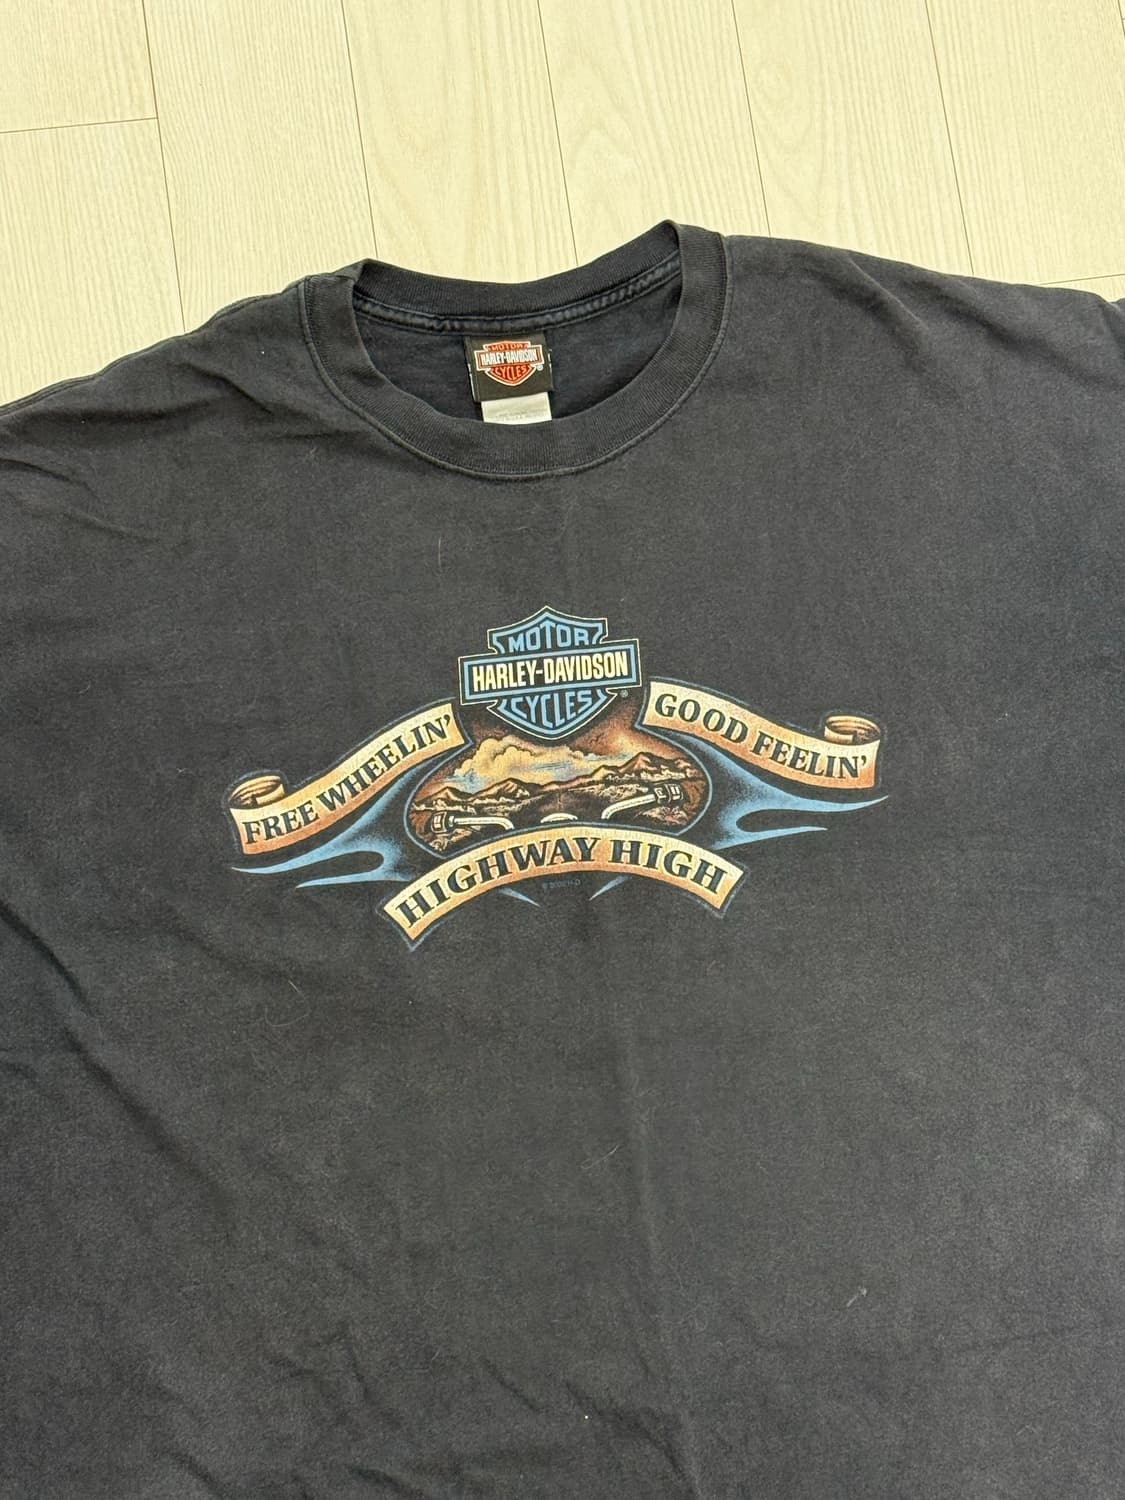 MOTOR
HARLEY-DAVIDSON
CYCLES
®
MOTOR
HARLEY-DAVIDSON
CYCLES
®
FREE WHEELIN'
GOOD FEELIN'
HIGHWAY HIGH